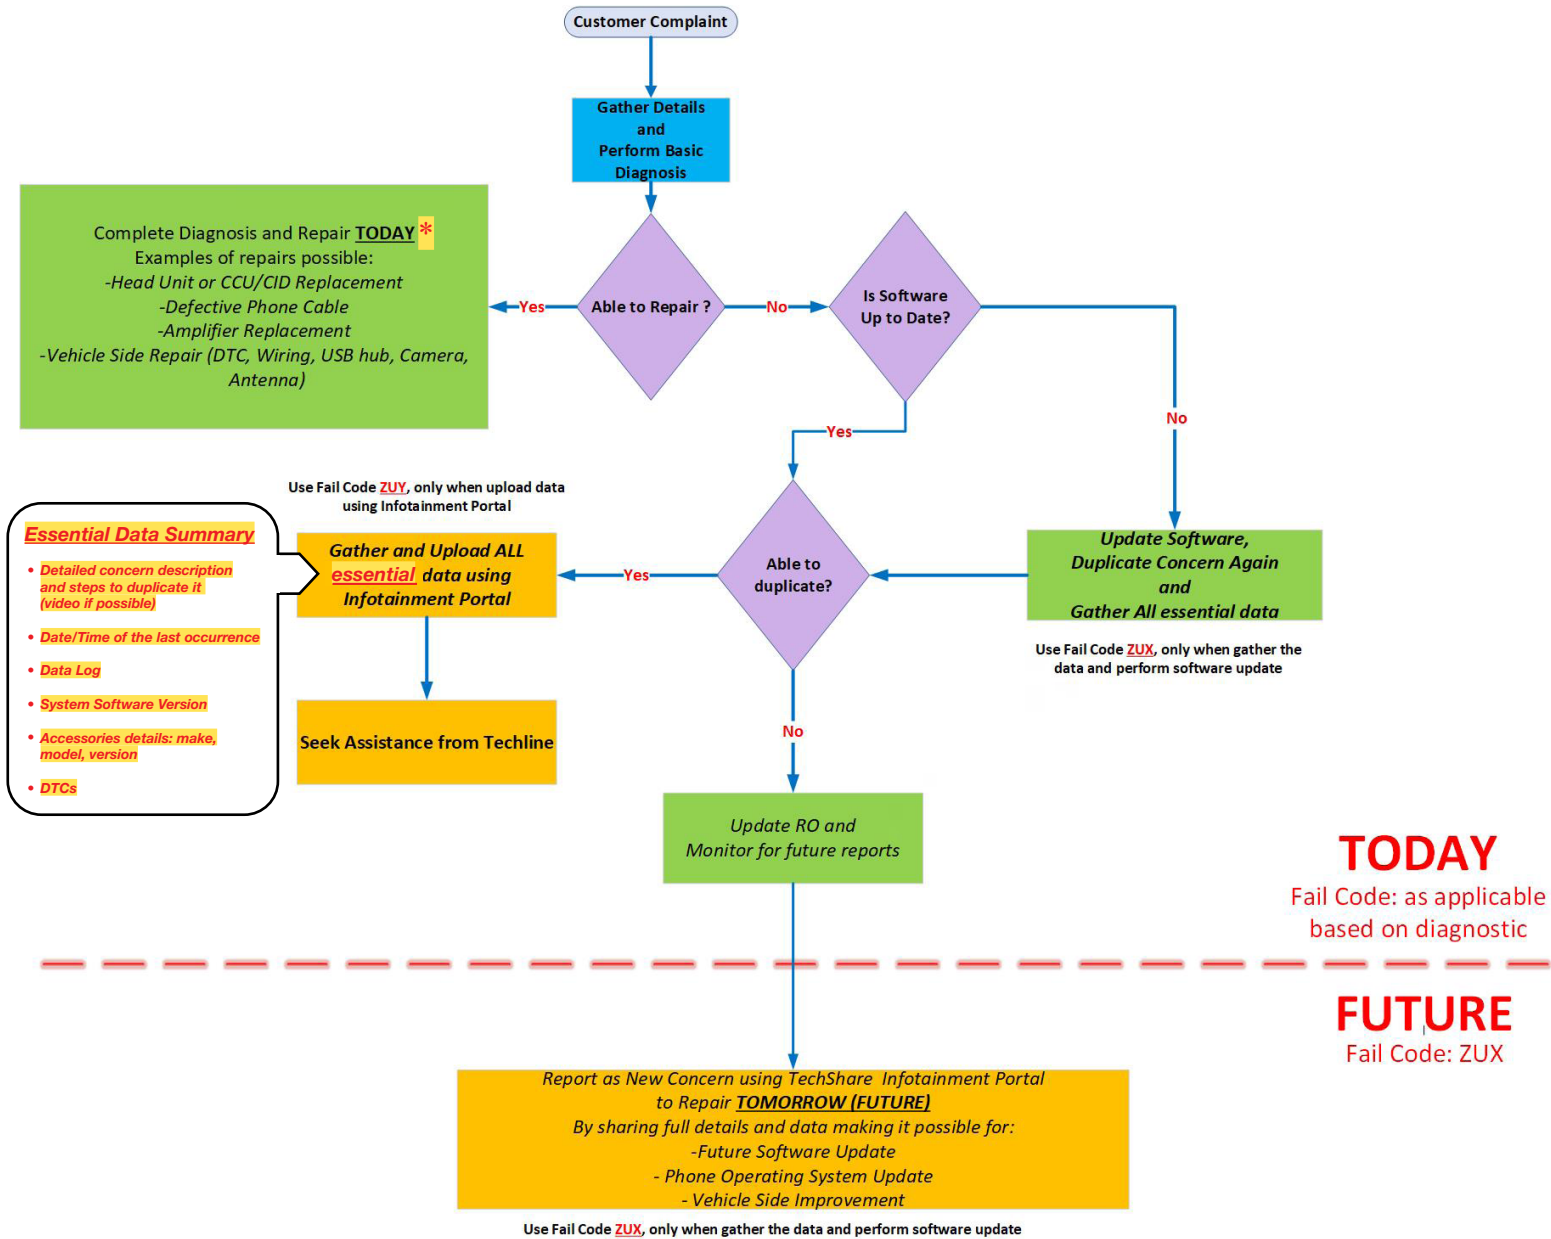 Customer Complaint
Gather Details
and
Perform Basic
Diagnosis
Complete Diagnosis and Repair TODAY *
Examples of repairs possible:
-Head Unit or CCU/CID Replacement
-Defective Phone Cable
-Amplifier Replacement
-Vehicle Side Repair (DTC, Wiring, USB hub, Camera,
Antenna)
Yes
Able to Repair ?
No
Is Software
Up to Date?
No
Yes
Use Fail Code ZUY, only when upload data
using Infotainment Portal
Essential Data Summary
• Detailed concern description
and steps to duplicate it
(video if possible)
• Date/Time of the last occurrence
• Data Log
• System Software Version
• Accessories details: make,
model, version
• DTCs
Gather and Upload ALL
essential data using
Infotainment Portal
Yes
Able to
duplicate?
Update Software,
Duplicate Concern Again
and
Gather All essential data
Use Fail Code ZUX, only when gather the
data and perform software update
Seek Assistance from Techline
No
Update RO and
Monitor for future reports
TODAY
Fail Code: as applicable
based on diagnostic
FUTURE
Fail Code: ZUX
Report as New Concern using TechShare Infotainment Portal
to Repair TOMORROW (FUTURE)
By sharing full details and data making it possible for:
-Future Software Update
- Phone Operating System Update
- Vehicle Side Improvement
Use Fail Code ZUX, only when gather the data and perform software update